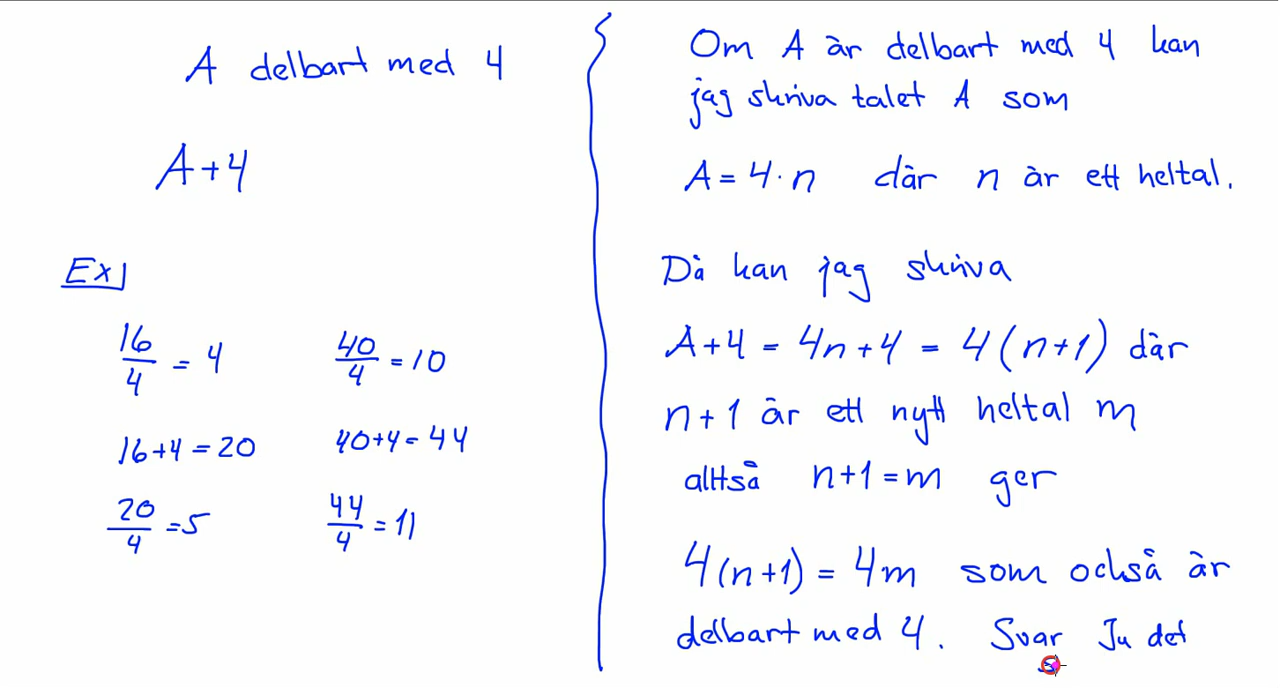 A delbart med 4
A+4
Ex)
16/4 = 4
16+4 = 20
20/4 = 5
40/4 = 10
40+4 = 44
44/4 = 11
Om A är delbart med 4 kan
jag skriva talet A som
A = 4·n där n är ett heltal.
Då kan jag skriva
A+4 = 4n+4 = 4(n+1) där
n+1 är ett nytt heltal m
alltså n+1=m ger
4(n+1) = 4m som också är
delbart med 4. Svar Ju det